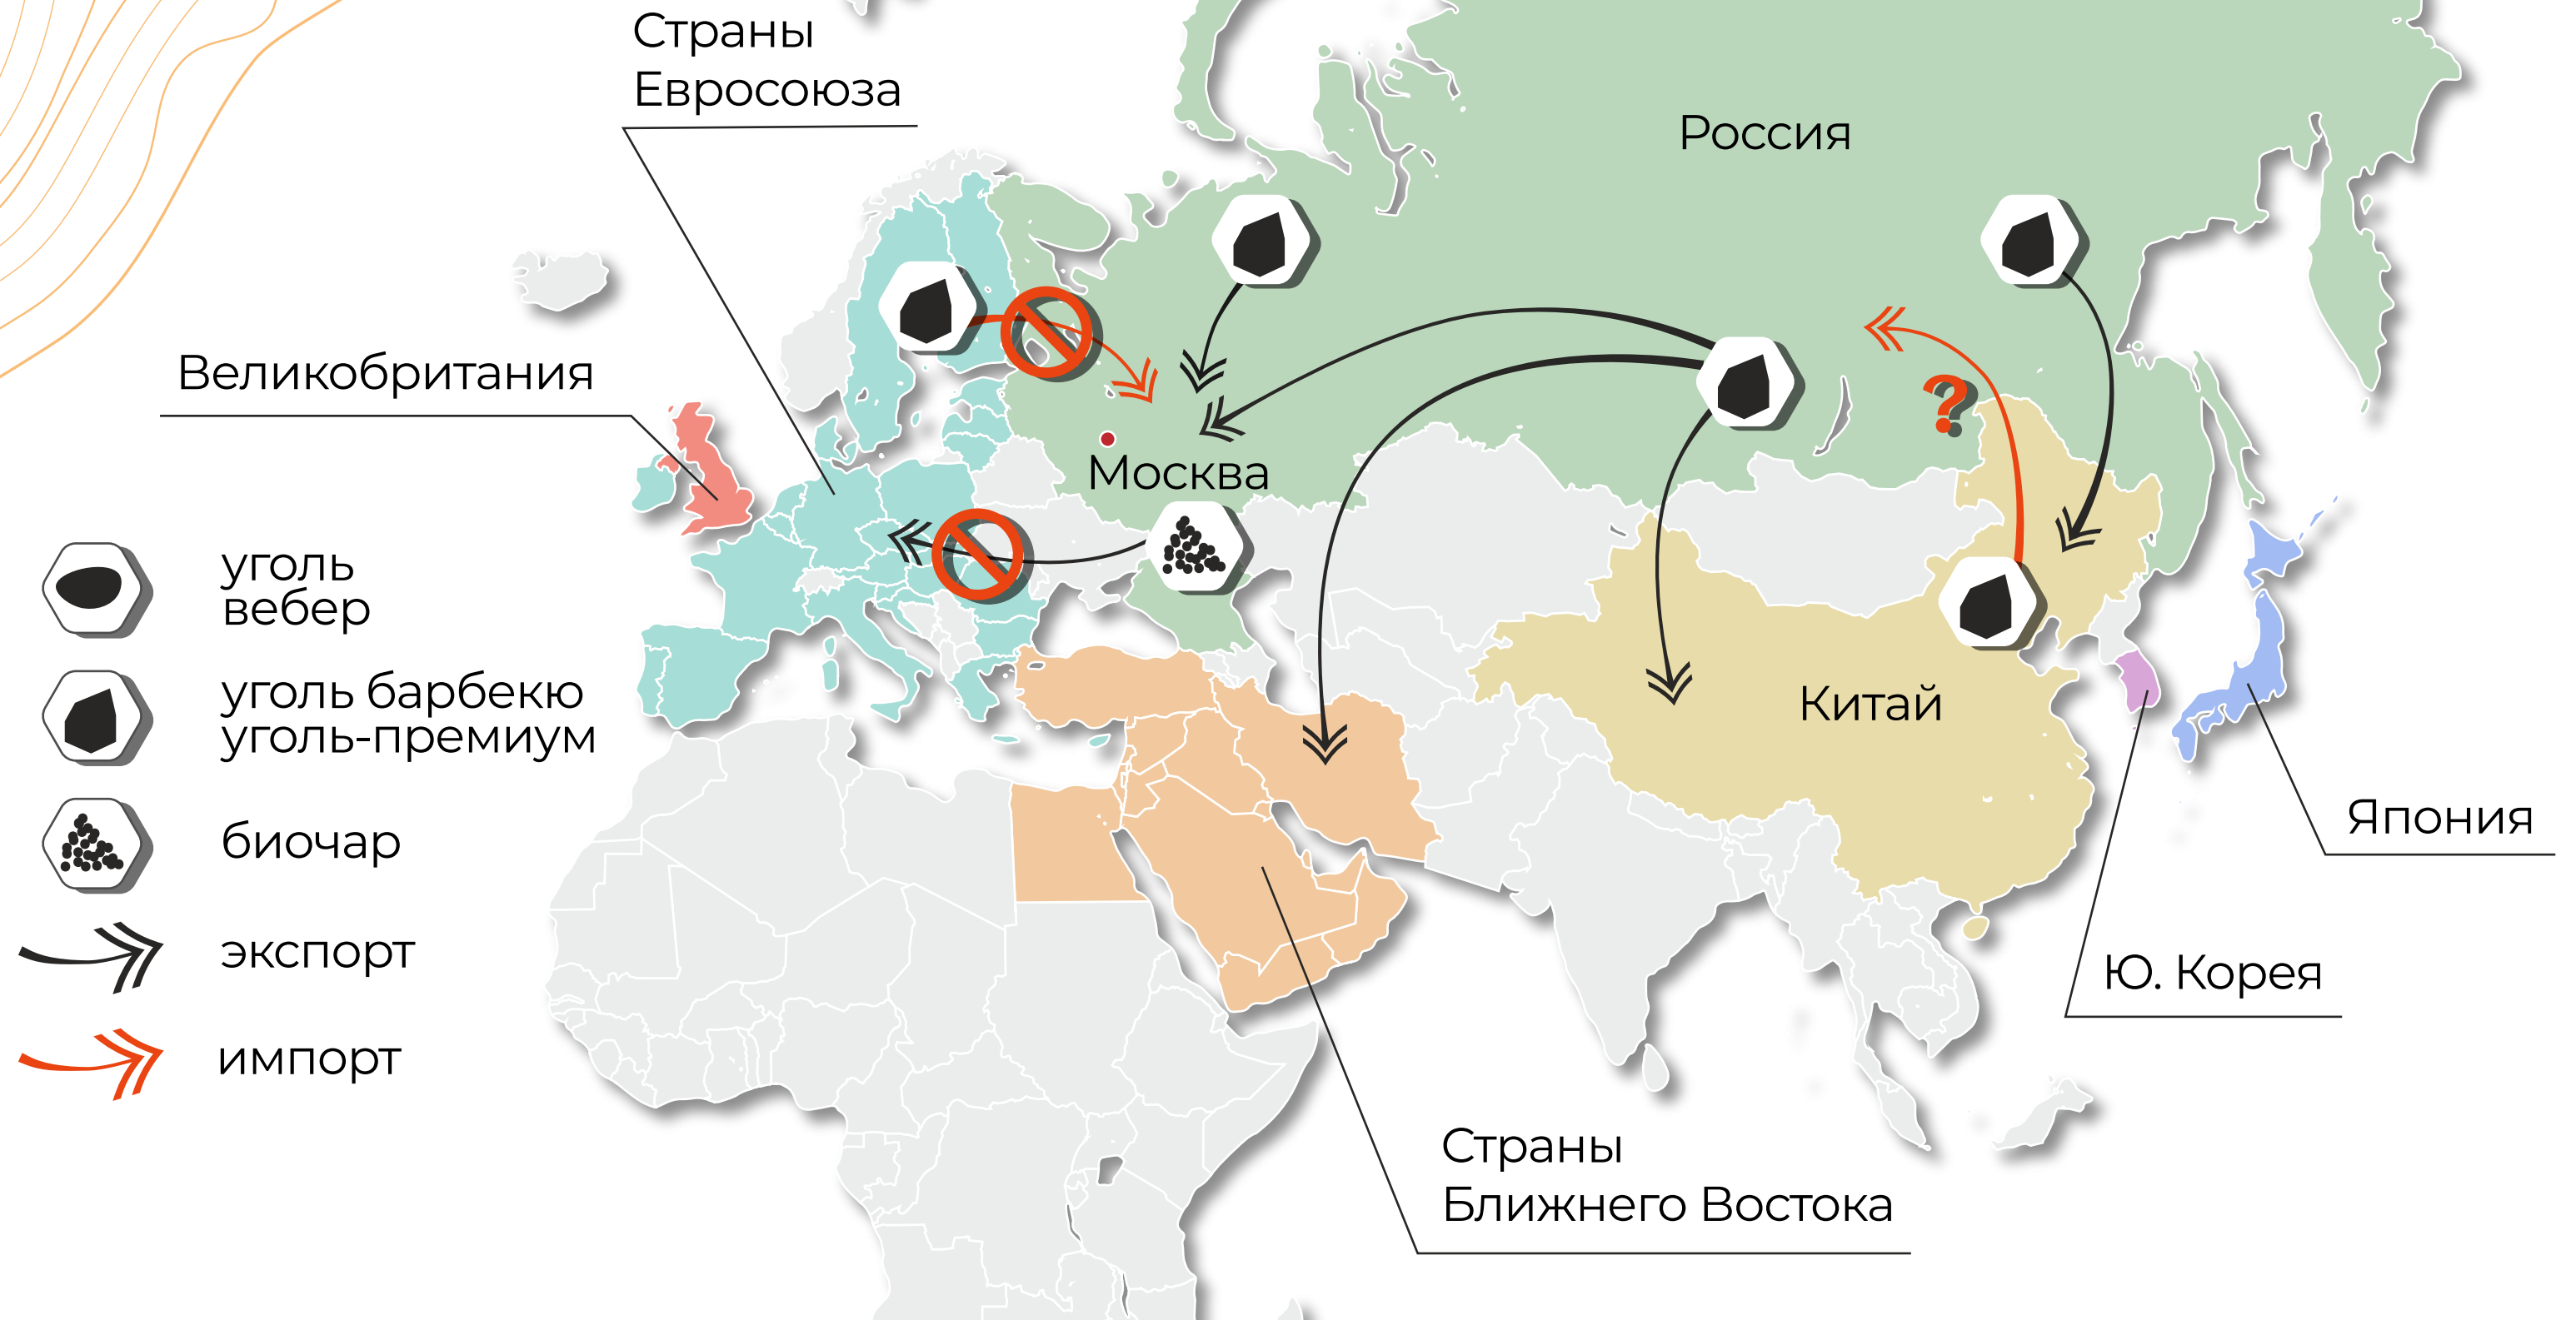 Страны
Евросоюза
Россия
Великобритания
?
Москва
уголь
вебер
уголь барбекю
уголь-премиум
Китай
биочар
Япония
экспорт
Ю. Корея
импорт
Страны
Ближнего Востока